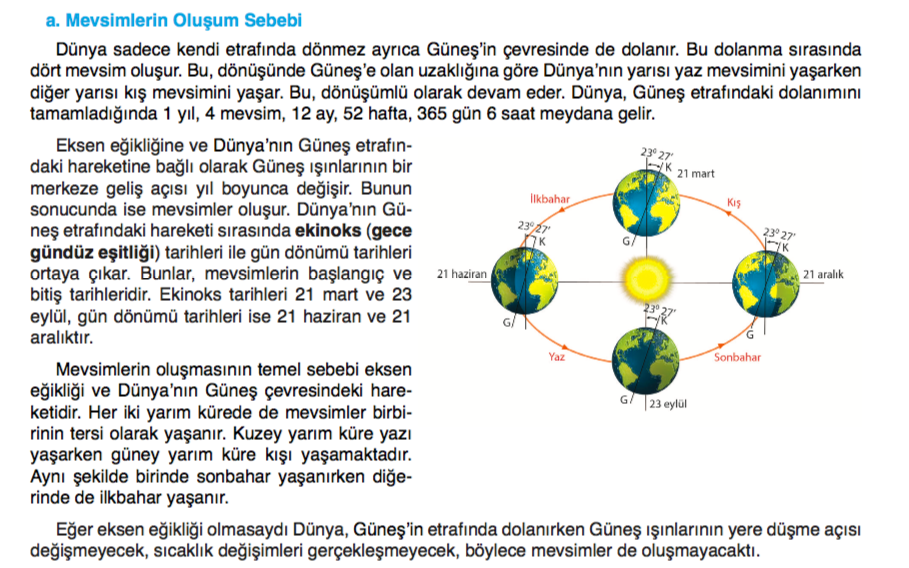 a. Mevsimlerin Oluşum Sebebi
Dünya sadece kendi etrafında dönmez ayrıca Güneş'in çevresinde de dolanır. Bu dolanma sırasında
dört mevsim oluşur. Bu, dönüşünde Güneş'e olan uzaklığına göre Dünya'nın yarısı yaz mevsimini yaşarken
diğer yarısı kış mevsimini yaşar. Bu, dönüşümlü olarak devam eder. Dünya, Güneş etrafındaki dolanımını
tamamladığında 1 yıl, 4 mevsim, 12 ay, 52 hafta, 365 gün 6 saat meydana gelir.
Eksen eğikliğine ve Dünya'nın Güneş etrafın-
daki hareketine bağlı olarak Güneş ışınlarının bir
merkeze geliş açısı yıl boyunca değişir. Bunun
sonucunda ise mevsimler oluşur. Dünya'nın Gü-
neş etrafındaki hareketi sırasında ekinoks (gece
gündüz eşitliği) tarihleri ile gün dönümü tarihleri
ortaya çıkar. Bunlar, mevsimlerin başlangıç ve
bitiş tarihleridir. Ekinoks tarihleri 21 mart ve 23
eylül, gün dönümü tarihleri ise 21 haziran ve 21
aralıktır.
Mevsimlerin oluşmasının temel sebebi eksen
eğikliği ve Dünya'nın Güneş çevresindeki hare-
ketidir. Her iki yarım kürede de mevsimler birbi-
rinin tersi olarak yaşanır. Kuzey yarım küre yazı
yaşarken güney yarım küre kışı yaşamaktadır.
Aynı şekilde birinde sonbahar yaşanırken diğe-
rinde de ilkbahar yaşanır.
23° 27'
K
21 mart
G
İlkbahar
Kış
23° 27'
K
21 haziran
G
23° 27'
K
21 aralık
G
23° 27'
K
Yaz
Sonbahar
G
23 eylül
Eğer eksen eğikliği olmasaydı Dünya, Güneş'in etrafında dolanırken Güneş ışınlarının yere düşme açısı
değişmeyecek, sıcaklık değişimleri gerçekleşmeyecek, böylece mevsimler de oluşmayacaktı.